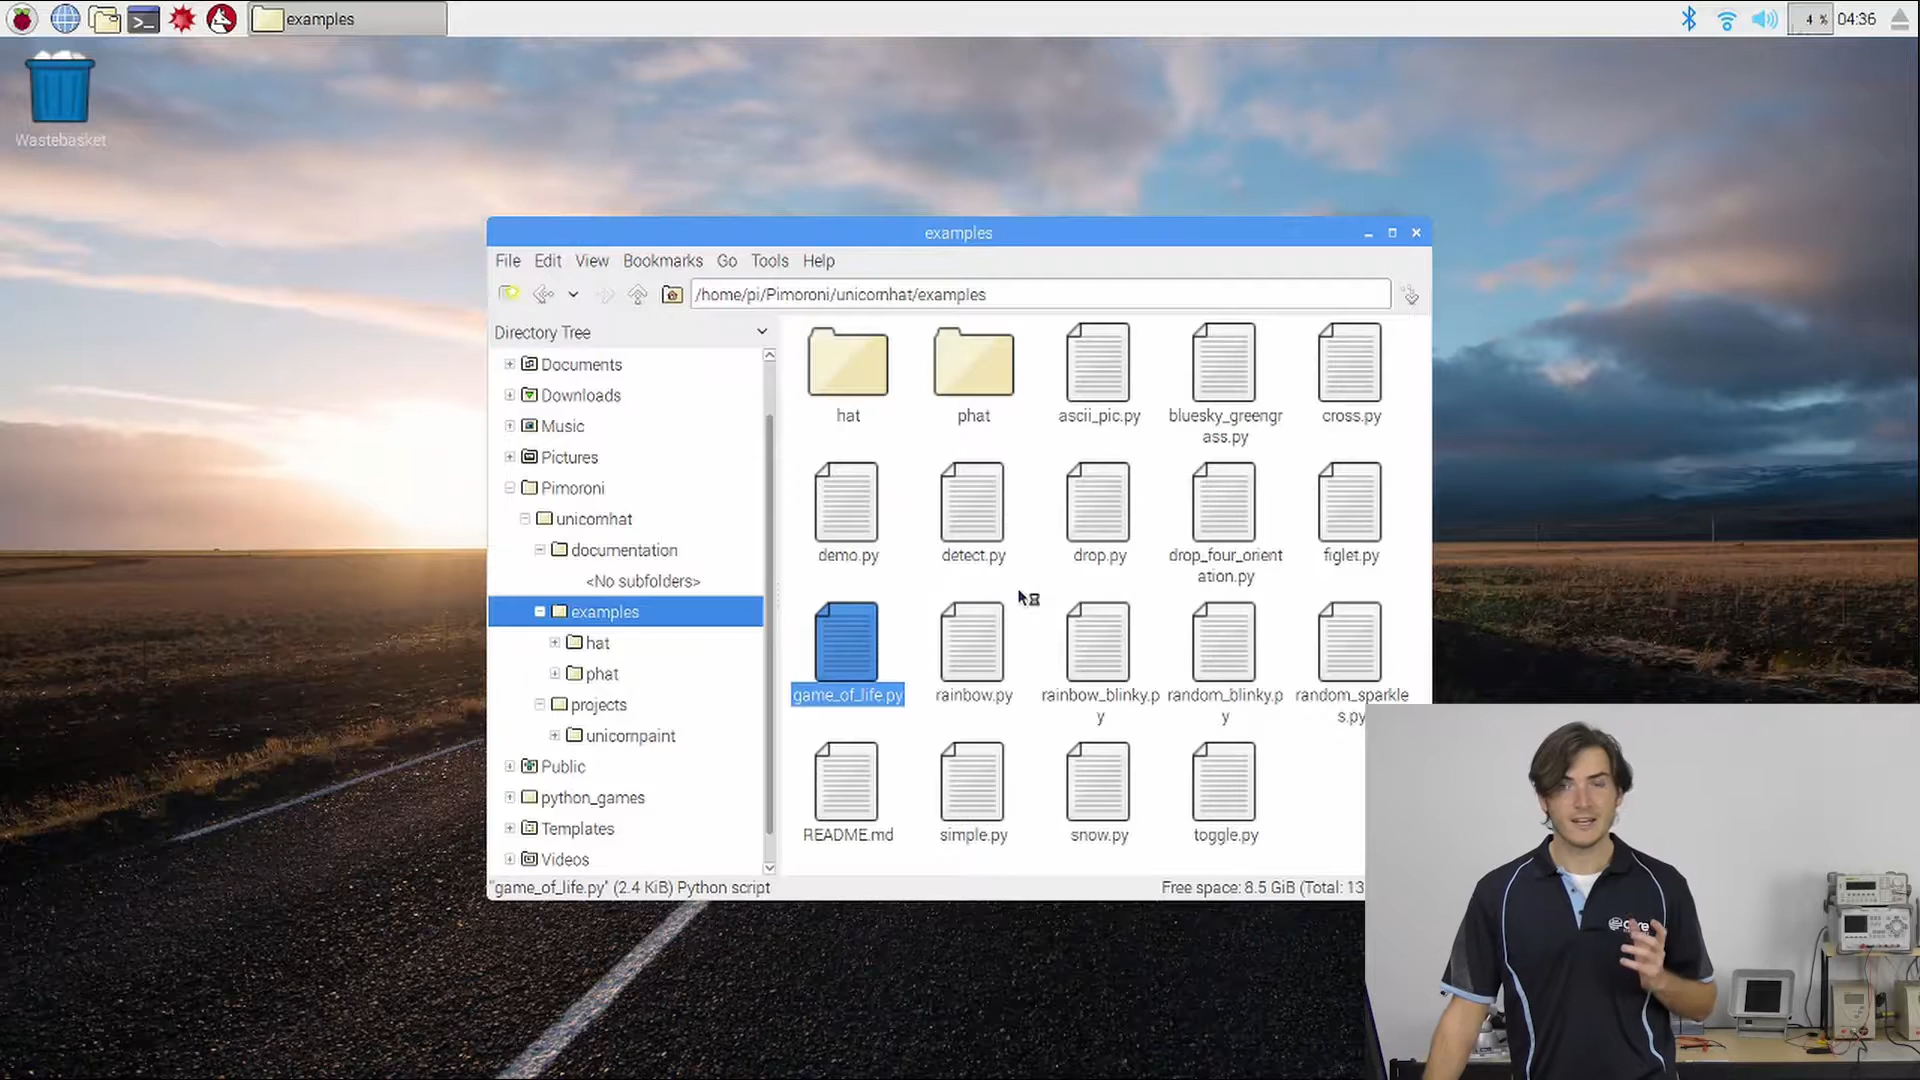 examples
4 %
04:36
Wastebasket
examples
File Edit View Bookmarks Go Tools Help
/home/pi/Pimoroni/unicornhat/examples
Directory Tree
Documents
Downloads
Music
Pictures
Pimoroni
unicornhat
documentation
<No subfolders>
examples
hat
phat
projects
unicornpaint
Public
python_games
Templates
Videos
hat
phat
ascii_pic.py
bluesky_greengr
ass.py
cross.py
demo.py
detect.py
drop.py
drop_four_orient
ation.py
figlet.py
game_of_life.py
rainbow.py
rainbow_blinky.p
y
random_blinky.p
y
random_sparkle
s.py
README.md
simple.py
snow.py
toggle.py
"game_of_life.py" (2.4 KiB) Python script
Free space: 8.5 GiB (Total: 13